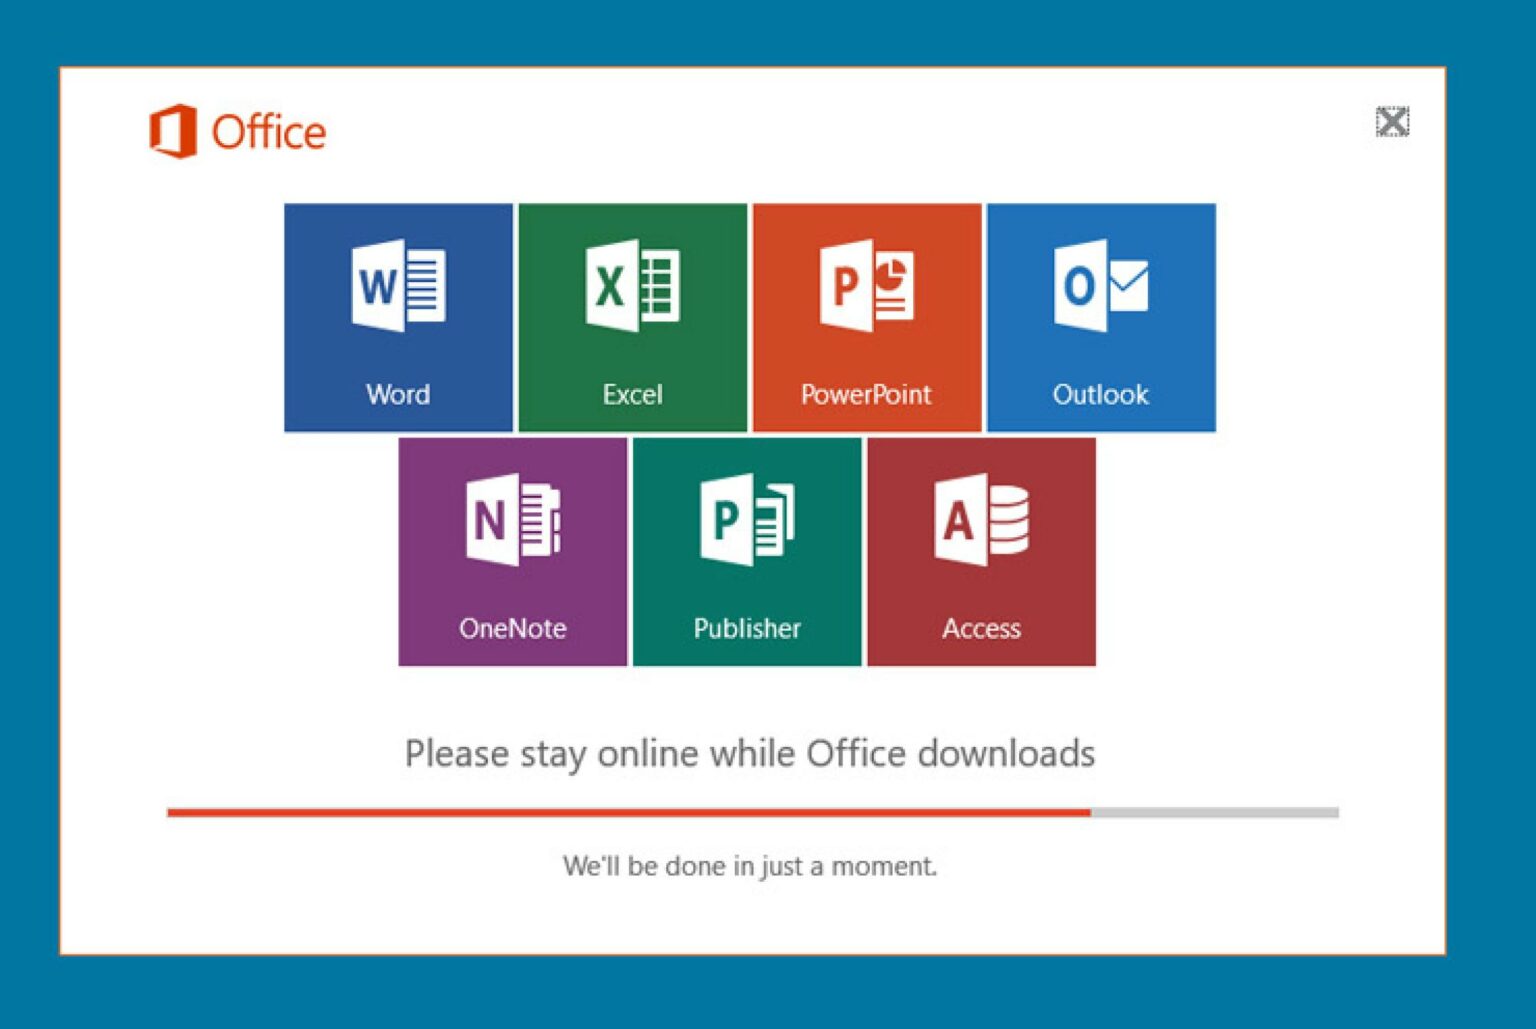 Office
W
X
P
O
Word
Excel
PowerPoint
Outlook
N
P
A
OneNote
Publisher
Access
Please stay online while Office downloads
We'll be done in just a moment.